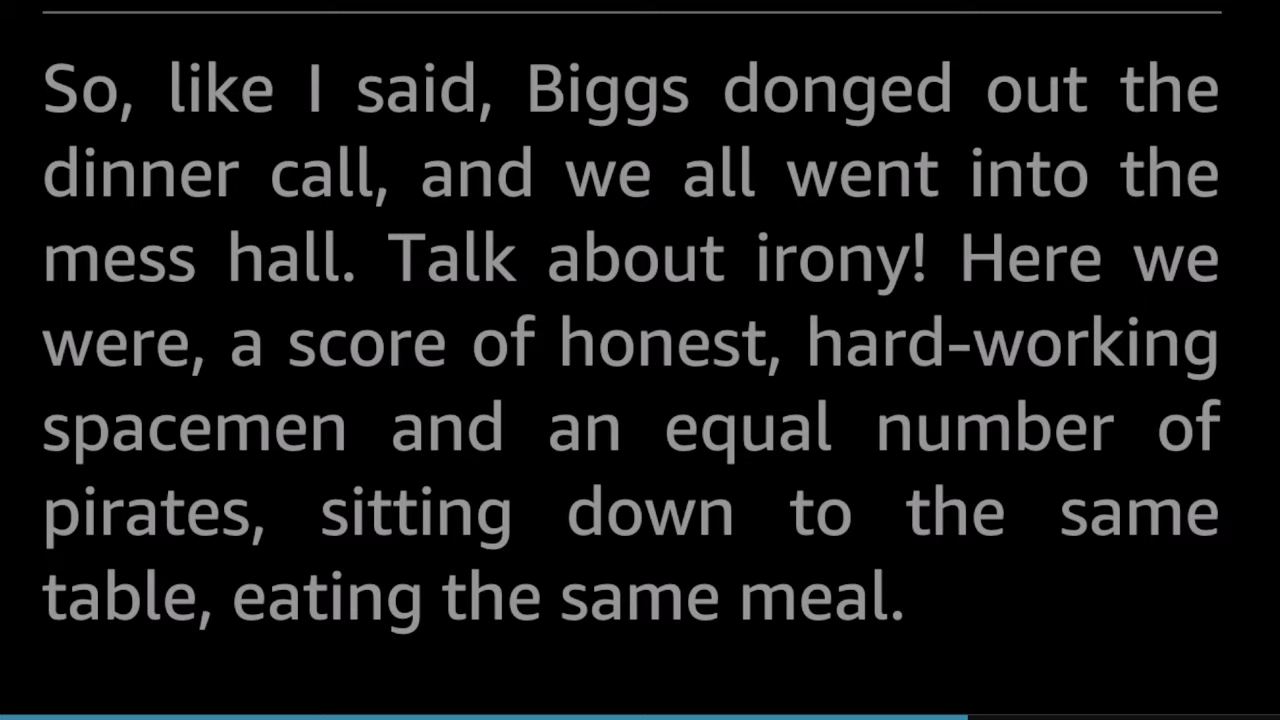 So, like I said, Biggs donged out the
dinner call, and we all went into the
mess hall. Talk about irony! Here we
were, a score of honest, hard-working
spacemen and an equal number of
pirates, sitting down to the same
table, eating the same meal.